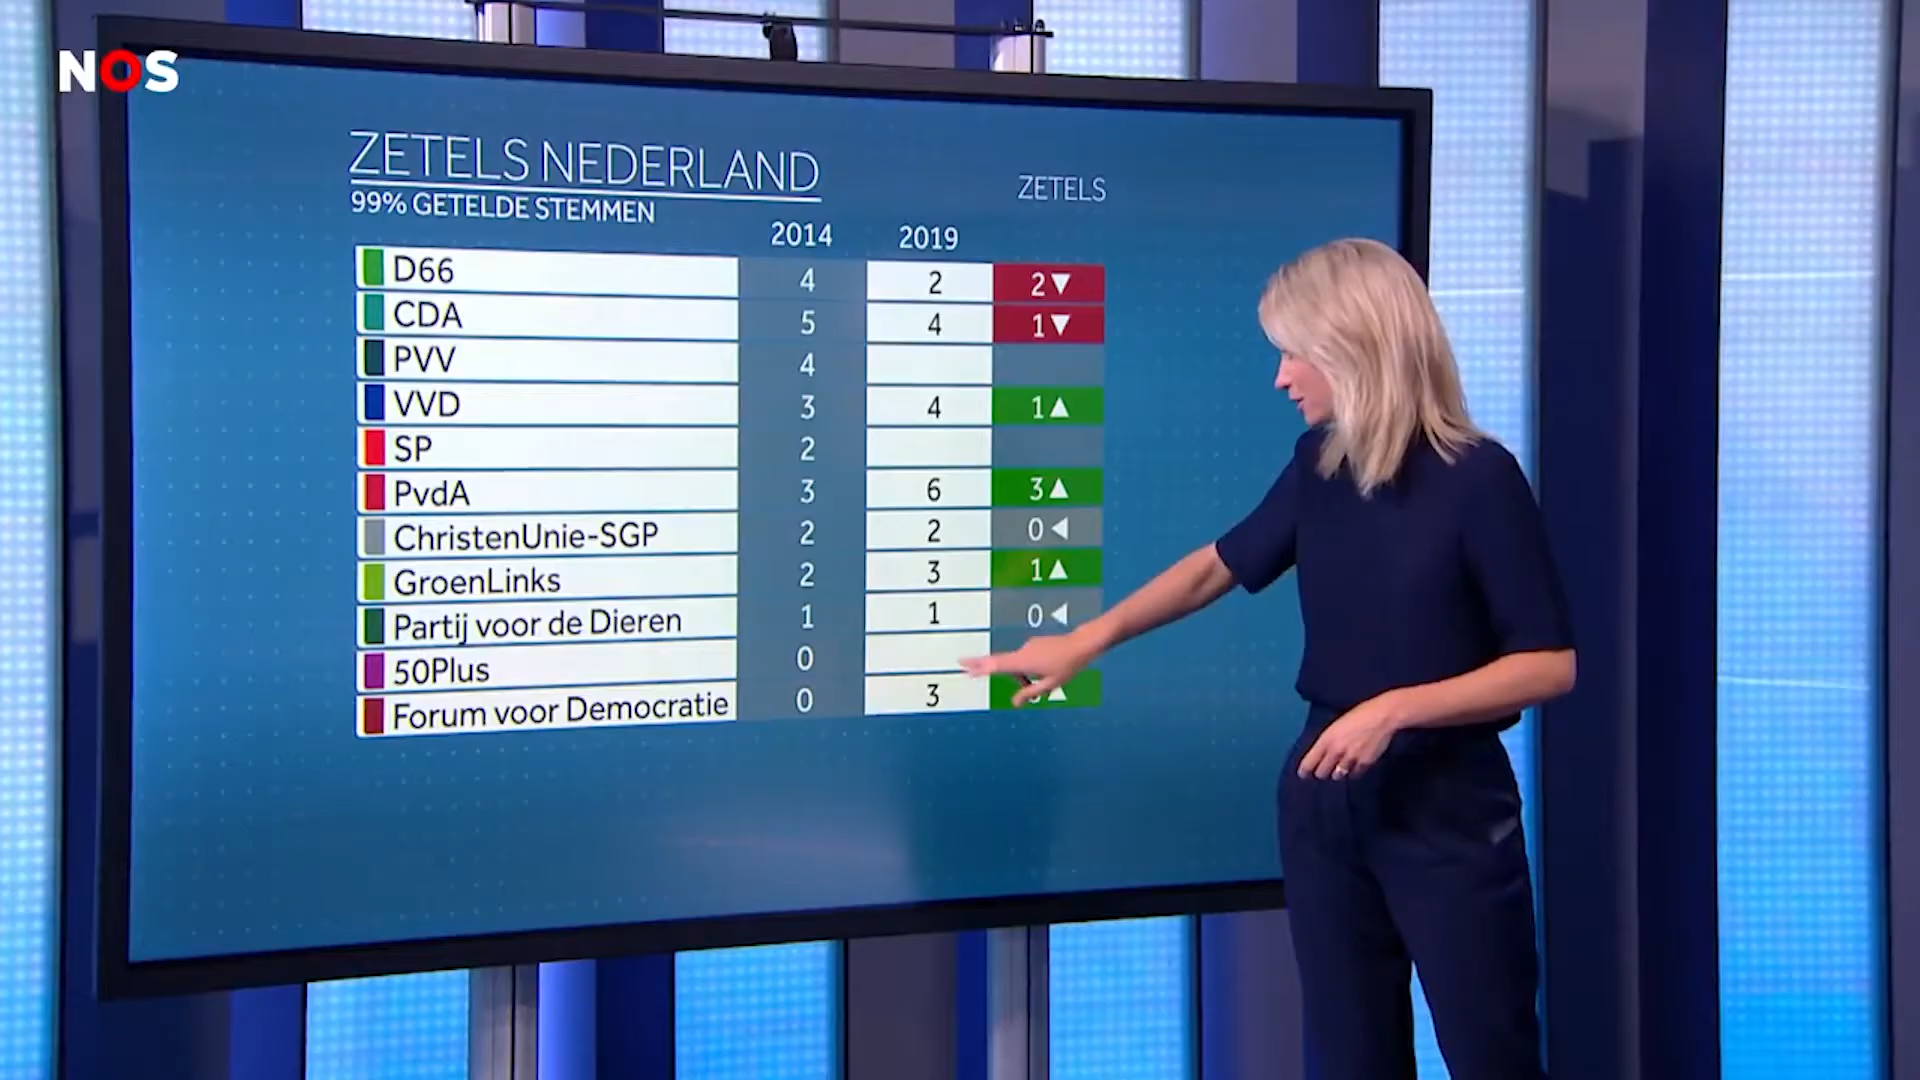 NOS
ZETELS NEDERLAND
99% GETELDE STEMMEN
ZETELS
2014 2019
D66 4 2 2▼
CDA 5 4 1▼
PVV 4
VVD 3 4 1▲
SP 2
PvdA 3 6 3▲
ChristenUnie-SGP 2 2 0◀
GroenLinks 2 3 1▲
Partij voor de Dieren 1 1 0◀
50Plus 0
Forum voor Democratie 0 3 ▲